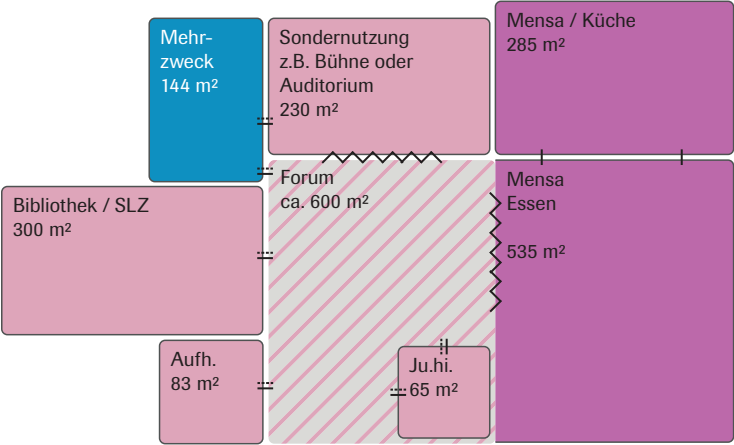 Mehr-
zweck
144 m²
Sondernutzung
z.B. Bühne oder
Auditorium
230 m²
Mensa / Küche
285 m²
Bibliothek / SLZ
300 m²
Forum
ca. 600 m²
Mensa
Essen
535 m²
Aufh.
83 m²
Ju.hi.
65 m²